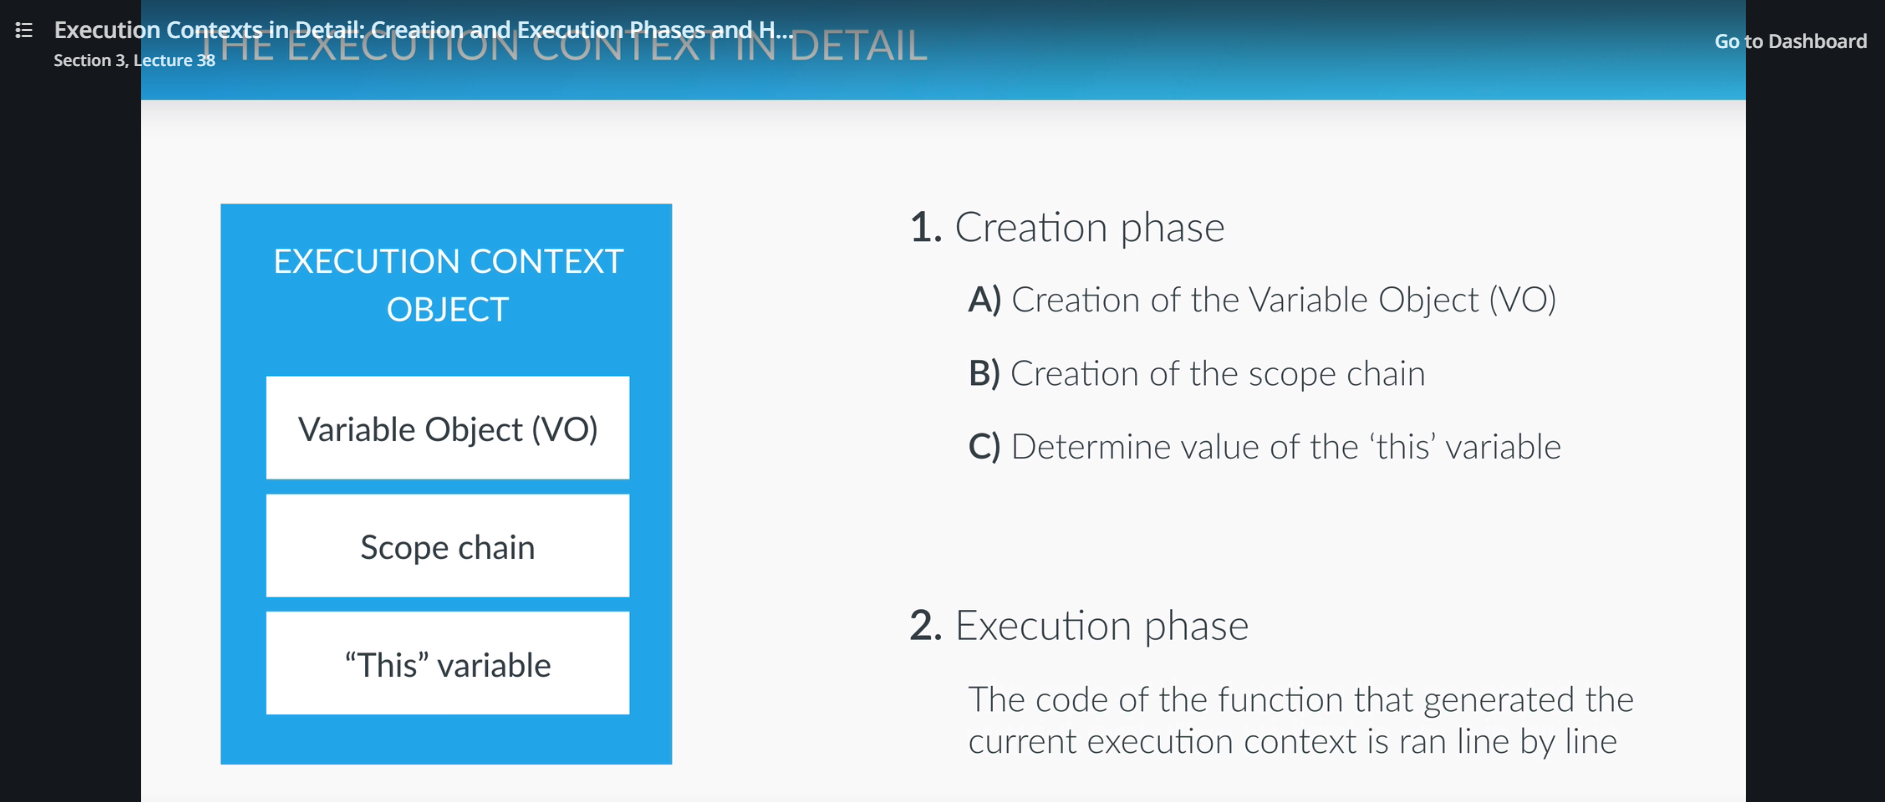 Execution Contexts in Detail: Creation and Execution Phases and H...
Section 3, Lecture 38
Go to Dashboard
THE EXECUTION CONTEXT IN DETAIL
EXECUTION CONTEXT
OBJECT
Variable Object (VO)
Scope chain
“This” variable
1. Creation phase
A) Creation of the Variable Object (VO)
B) Creation of the scope chain
C) Determine value of the ‘this’ variable
2. Execution phase
The code of the function that generated the
current execution context is ran line by line